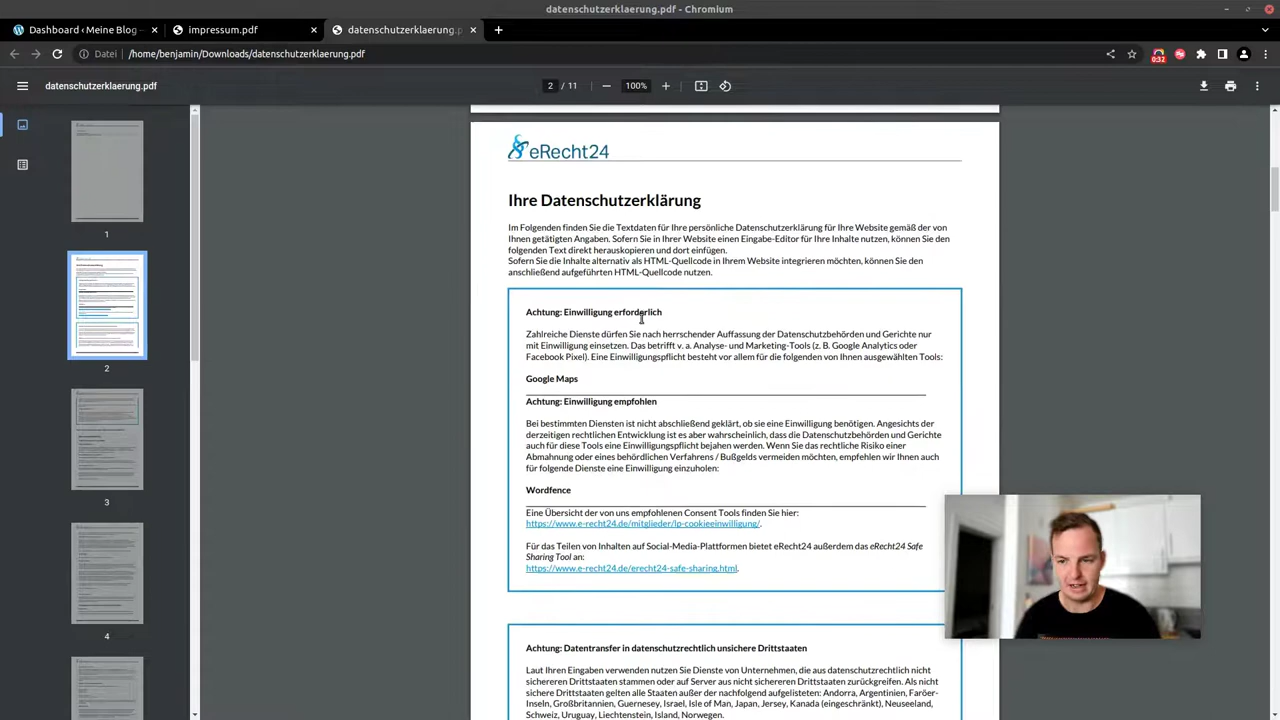 datenschutzerklaerung.pdf - Chromium
Dashboard ‹ Meine Blog –
impressum.pdf
datenschutzerklaerung.p
Datei
/home/benjamin/Downloads/datenschutzerklaerung.pdf
0:32
datenschutzerklaerung.pdf
2 / 11
100%
eRecht24
Ihre Datenschutzerklärung
Im Folgenden finden Sie die Textdaten für Ihre persönliche Datenschutzerklärung für Ihre Website gemäß der von
Ihnen getätigten Angaben. Sofern Sie in Ihrer Website einen Eingabe-Editor für Ihre Inhalte nutzen, können Sie den
folgenden Text direkt herauskopieren und dort einfügen.
Sofern Sie die Inhalte alternativ als HTML-Quellcode in Ihrem Website integrieren möchten, können Sie den
anschließend aufgeführten HTML-Quellcode nutzen.
Achtung: Einwilligung erforderlich
Zahlreiche Dienste dürfen Sie nach herrschender Auffassung der Datenschutzbehörden und Gerichte nur
mit Einwilligung einsetzen. Das betrifft v. a. Analyse- und Marketing-Tools (z. B. Google Analytics oder
Facebook Pixel). Eine Einwilligungspflicht besteht vor allem für die folgenden von Ihnen ausgewählten Tools:
Google Maps
Achtung: Einwilligung empfohlen
Bei bestimmten Diensten ist nicht abschließend geklärt, ob sie eine Einwilligung benötigen. Angesichts der
derzeitigen rechtlichen Entwicklung ist es aber wahrscheinlich, dass die Datenschutzbehörden und Gerichte
auch für diese Tools eine Einwilligungspflicht bejahen werden. Wenn Sie das rechtliche Risiko einer
Abmahnung oder eines behördlichen Verfahrens / Bußgelds vermeiden möchten, empfehlen wir Ihnen auch
für folgende Dienste eine Einwilligung einzuholen:
Wordfence
Eine Übersicht der von uns empfohlenen Consent Tools finden Sie hier:
https://www.e-recht24.de/mitglieder/lp-cookieeinwilligung/.
Für das Teilen von Inhalten auf Social-Media-Plattformen bietet eRecht24 außerdem das eRecht24 Safe
Sharing Tool an:
https://www.e-recht24.de/erecht24-safe-sharing.html.
Achtung: Datentransfer in datenschutzrechtlich unsichere Drittstaaten
Laut Ihren Eingaben verwenden nutzen Sie Dienste von Unternehmen, die aus datenschutzrechtlich nicht
sichereren Drittstaaten stammen oder auf Server aus nicht sichereren Drittstaaten zurückgreifen. Als nicht
sichere Drittstaaten gelten alle Staaten außer der nachfolgend aufgelisteten: Andorra, Argentinien, Faröer-
Inseln, Großbritannien, Guernesey, Israel, Isle of Man, Japan, Jersey, Kanada (eingeschränkt), Neuseeland,
Schweiz, Uruguay, Liechtenstein, Island, Norwegen.
1
2
3
4